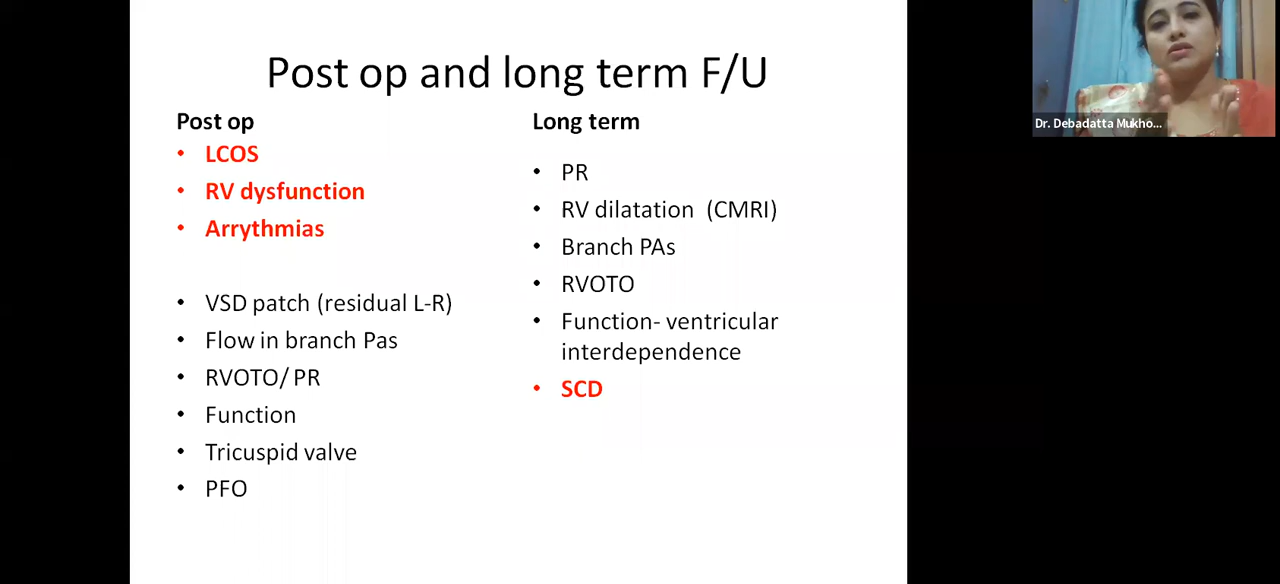 Post op and long term F/U
Post op
• LCOS
• RV dysfunction
• Arrythmias
• VSD patch (residual L-R)
• Flow in branch Pas
• RVOTO/ PR
• Function
• Tricuspid valve
• PFO
Long term
• PR
• RV dilatation (CMRI)
• Branch PAs
• RVOTO
• Function- ventricular
interdependence
• SCD
Dr. Debadatta Mukho...